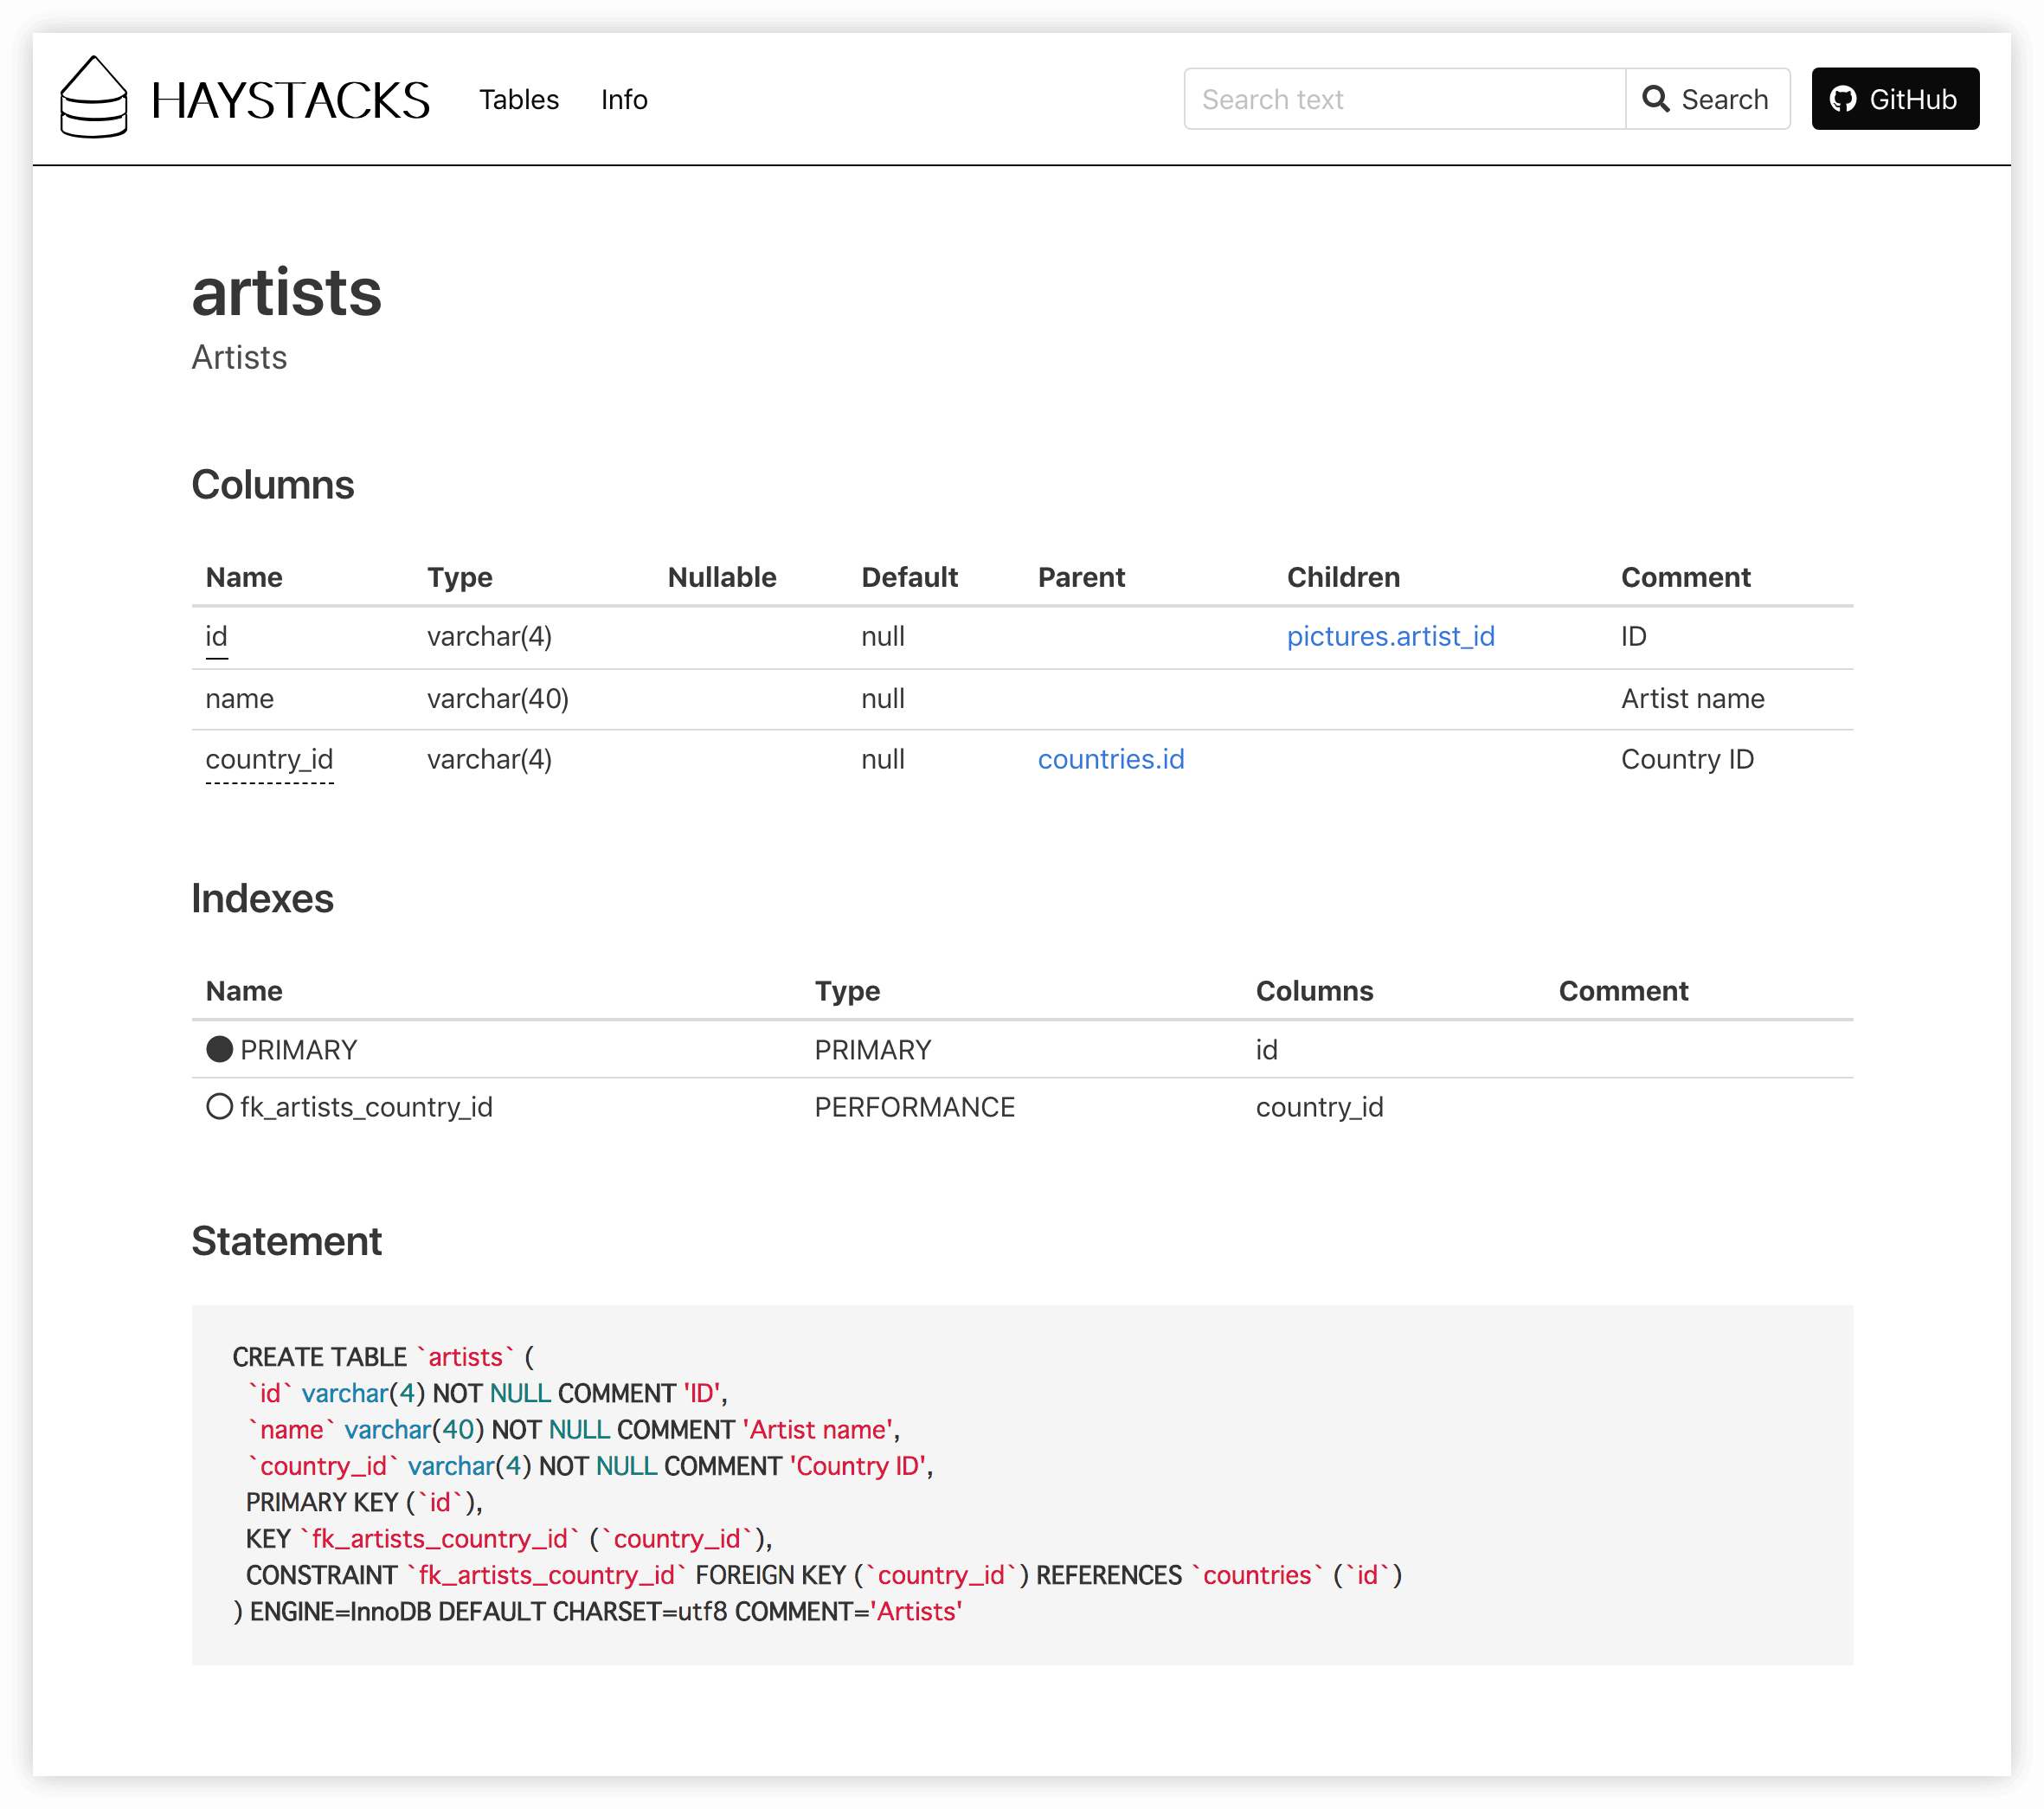 HAYSTACKS Tables Info Search text Search GitHub
artists
Artists
Columns
Name Type Nullable Default Parent Children Comment
id varchar(4) null pictures.artist_id ID
name varchar(40) null Artist name
country_id varchar(4) null countries.id Country ID
Indexes
Name Type Columns Comment
PRIMARY PRIMARY id
fk_artists_country_id PERFORMANCE country_id
Statement
CREATE TABLE `artists` (
  `id` varchar(4) NOT NULL COMMENT 'ID',
  `name` varchar(40) NOT NULL COMMENT 'Artist name',
  `country_id` varchar(4) NOT NULL COMMENT 'Country ID',
  PRIMARY KEY (`id`),
  KEY `fk_artists_country_id` (`country_id`),
  CONSTRAINT `fk_artists_country_id` FOREIGN KEY (`country_id`) REFERENCES `countries` (`id`)
) ENGINE=InnoDB DEFAULT CHARSET=utf8 COMMENT='Artists'